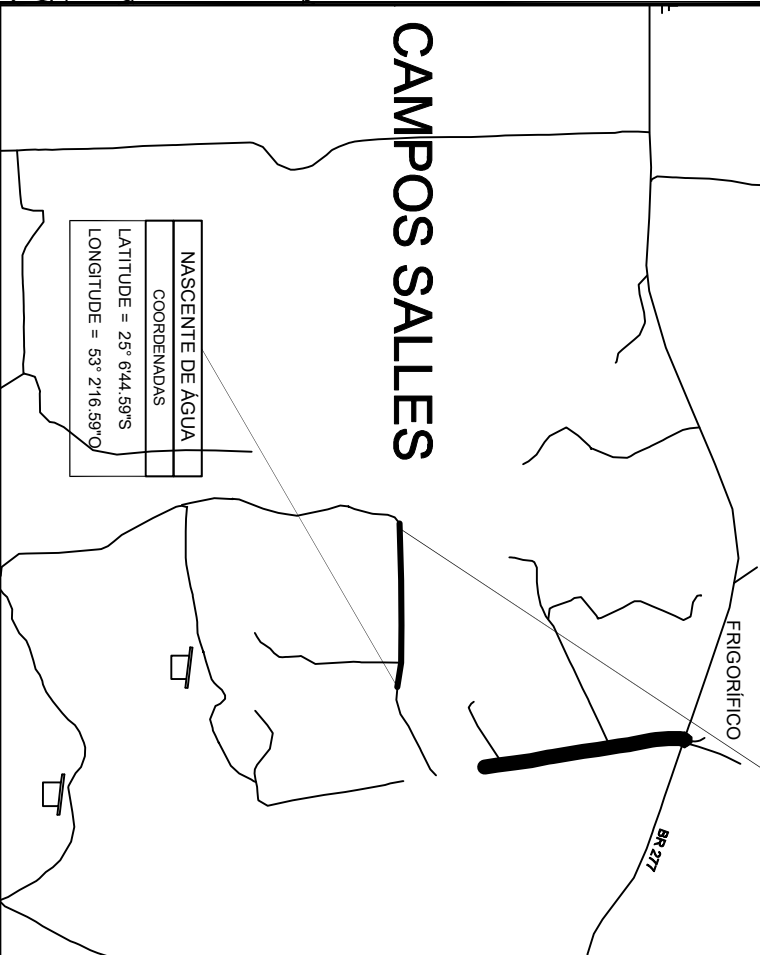 CAMPOS SALLES
NASCENTE DE ÁGUA
COORDENADAS
LATITUDE = 25° 6'44.59"S
LONGITUDE = 53° 2'16.59"O
FRIGORÍFICO
BR 277